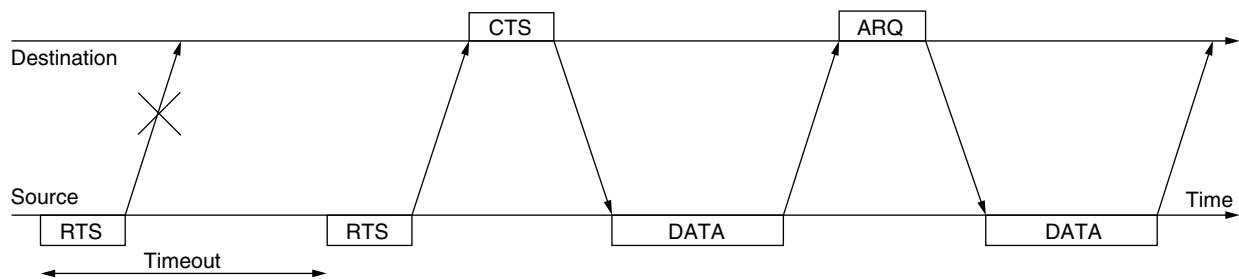 CTS
ARQ
Destination
Source
Time
RTS
RTS
DATA
DATA
Timeout